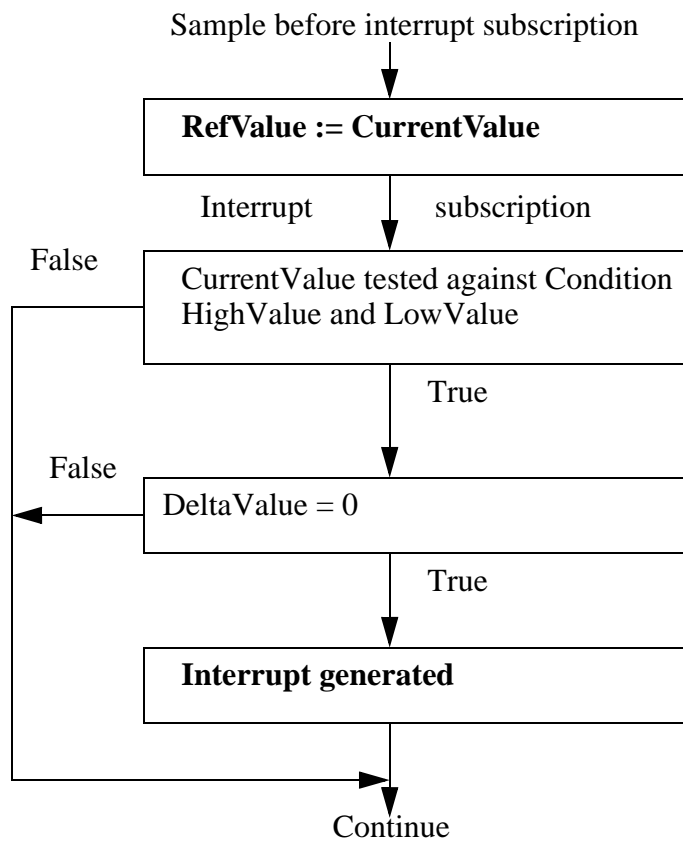 Sample before interrupt subscription
RefValue := CurrentValue
Interrupt subscription
False
CurrentValue tested against Condition
HighValue and LowValue
True
False
DeltaValue = 0
True
Interrupt generated
Continue